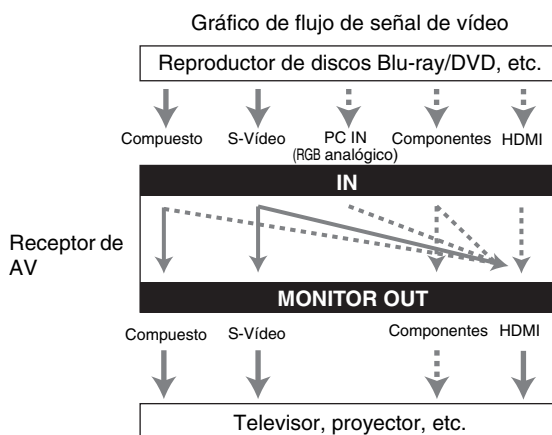 Gráfico de flujo de señal de vídeo
Reproductor de discos Blu-ray/DVD, etc.
Compuesto S-Vídeo PC IN Componentes HDMI
(RGB analógico)
IN
Receptor de
AV
MONITOR OUT
Compuesto S-Vídeo Componentes HDMI
Televisor, proyector, etc.